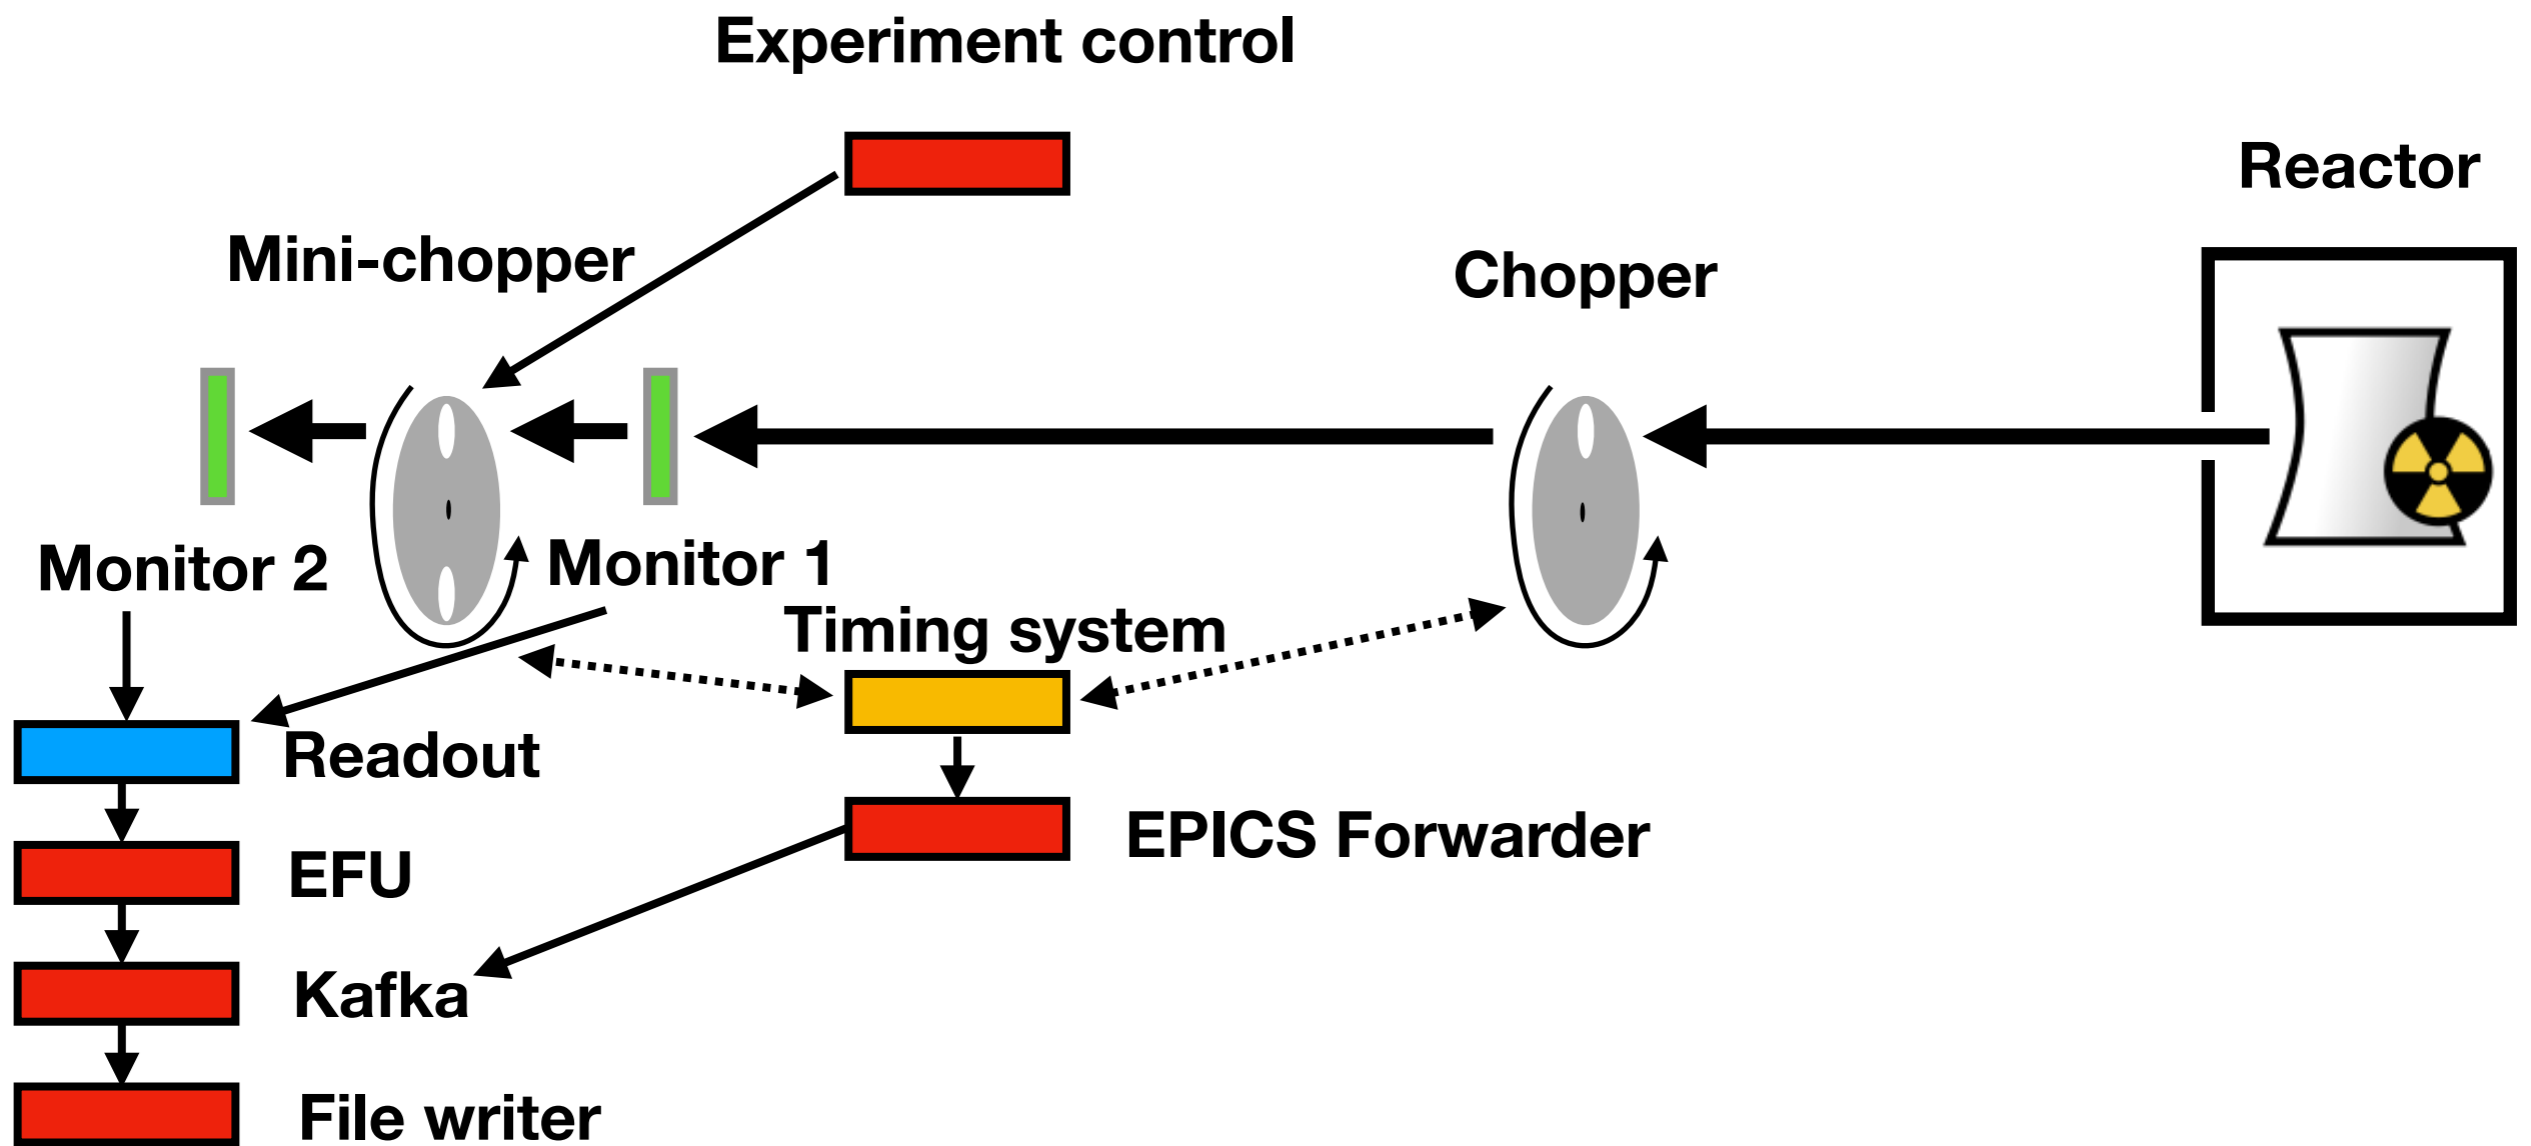 Experiment control
Reactor
Mini-chopper
Chopper
Monitor 2
Monitor 1
Timing system
Readout
EPICS Forwarder
EFU
Kafka
File writer